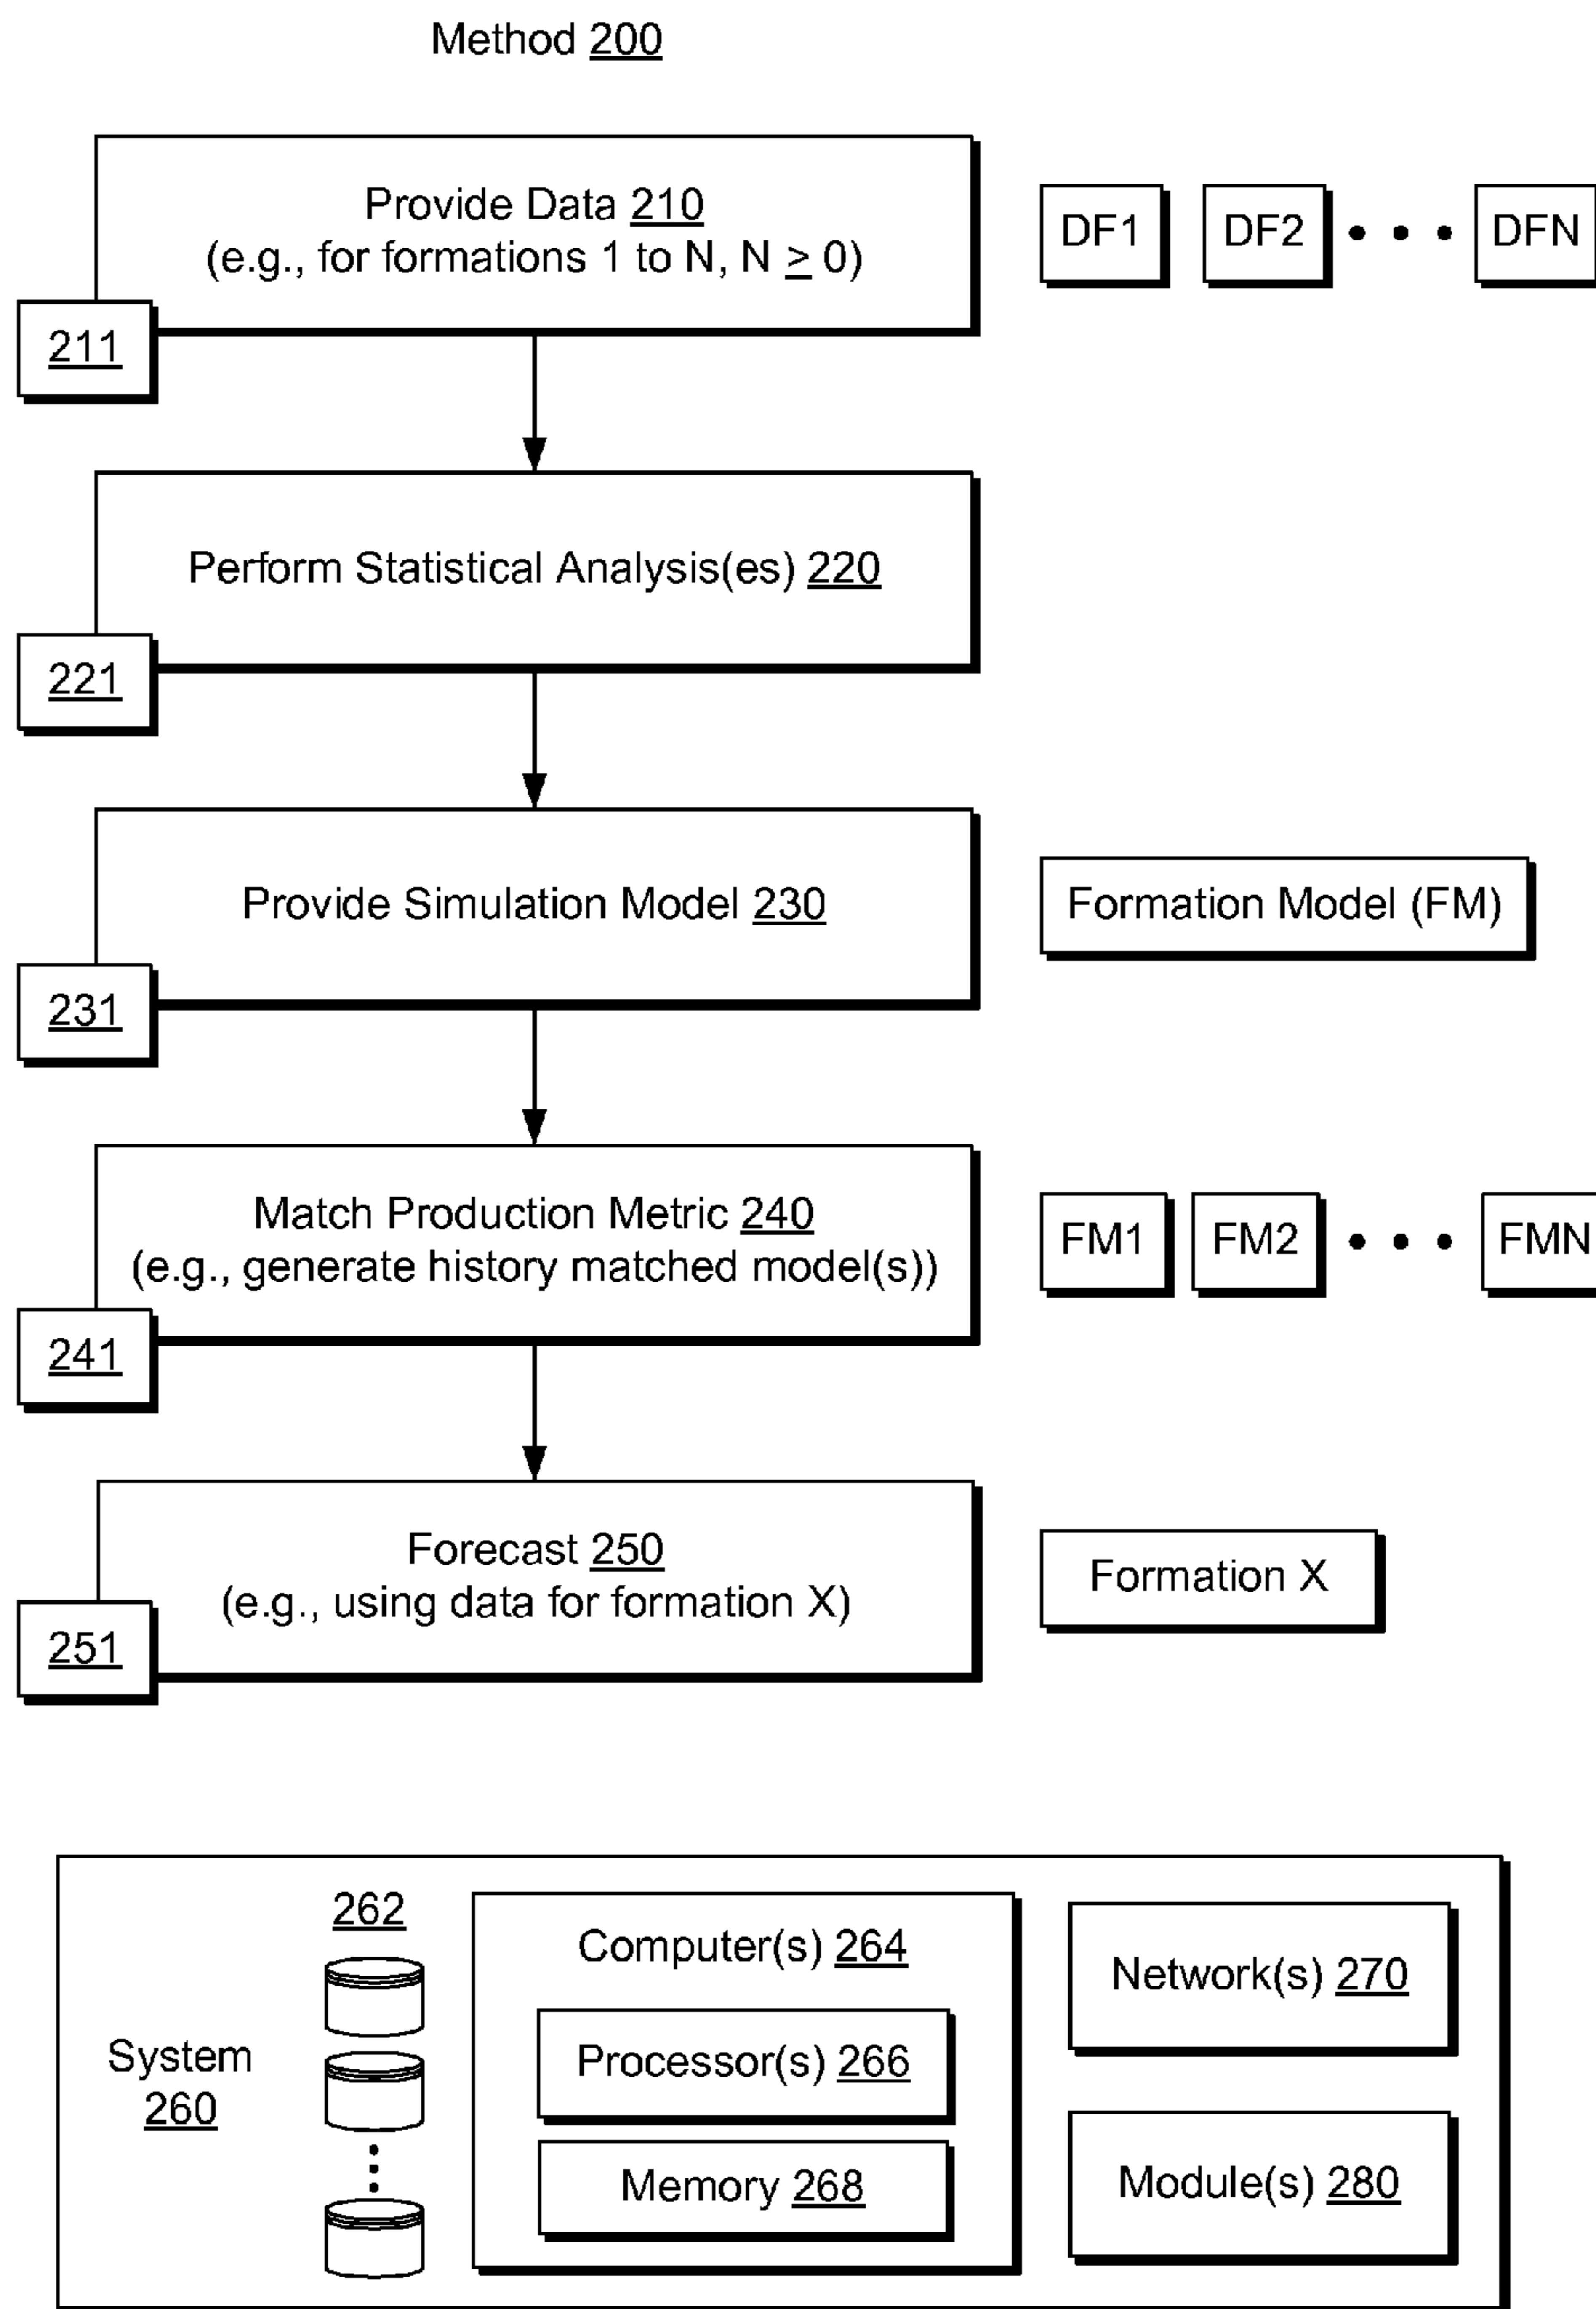 Method 200
Provide Data 210
(e.g., for formations 1 to N, N ≥ 0)
DF1 DF2 • • • DFN
211
Perform Statistical Analysis(es) 220
221
Provide Simulation Model 230
Formation Model (FM)
231
Match Production Metric 240
(e.g., generate history matched model(s))
FM1 FM2 • • • FMN
241
Forecast 250
(e.g., using data for formation X)
Formation X
251
System
260
262
Computer(s) 264
Processor(s) 266
Memory 268
Network(s) 270
Module(s) 280